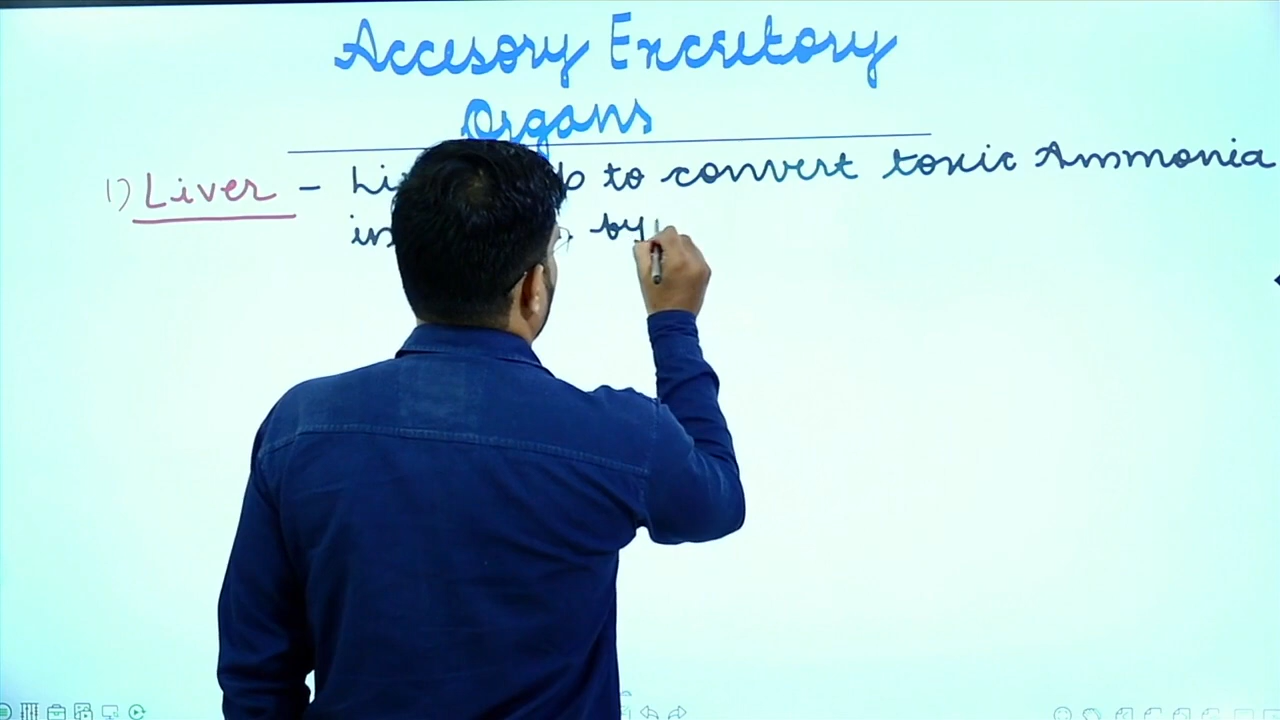 Accesory Excretory
Organs
1) Liver - to convert toxic Ammonia
by